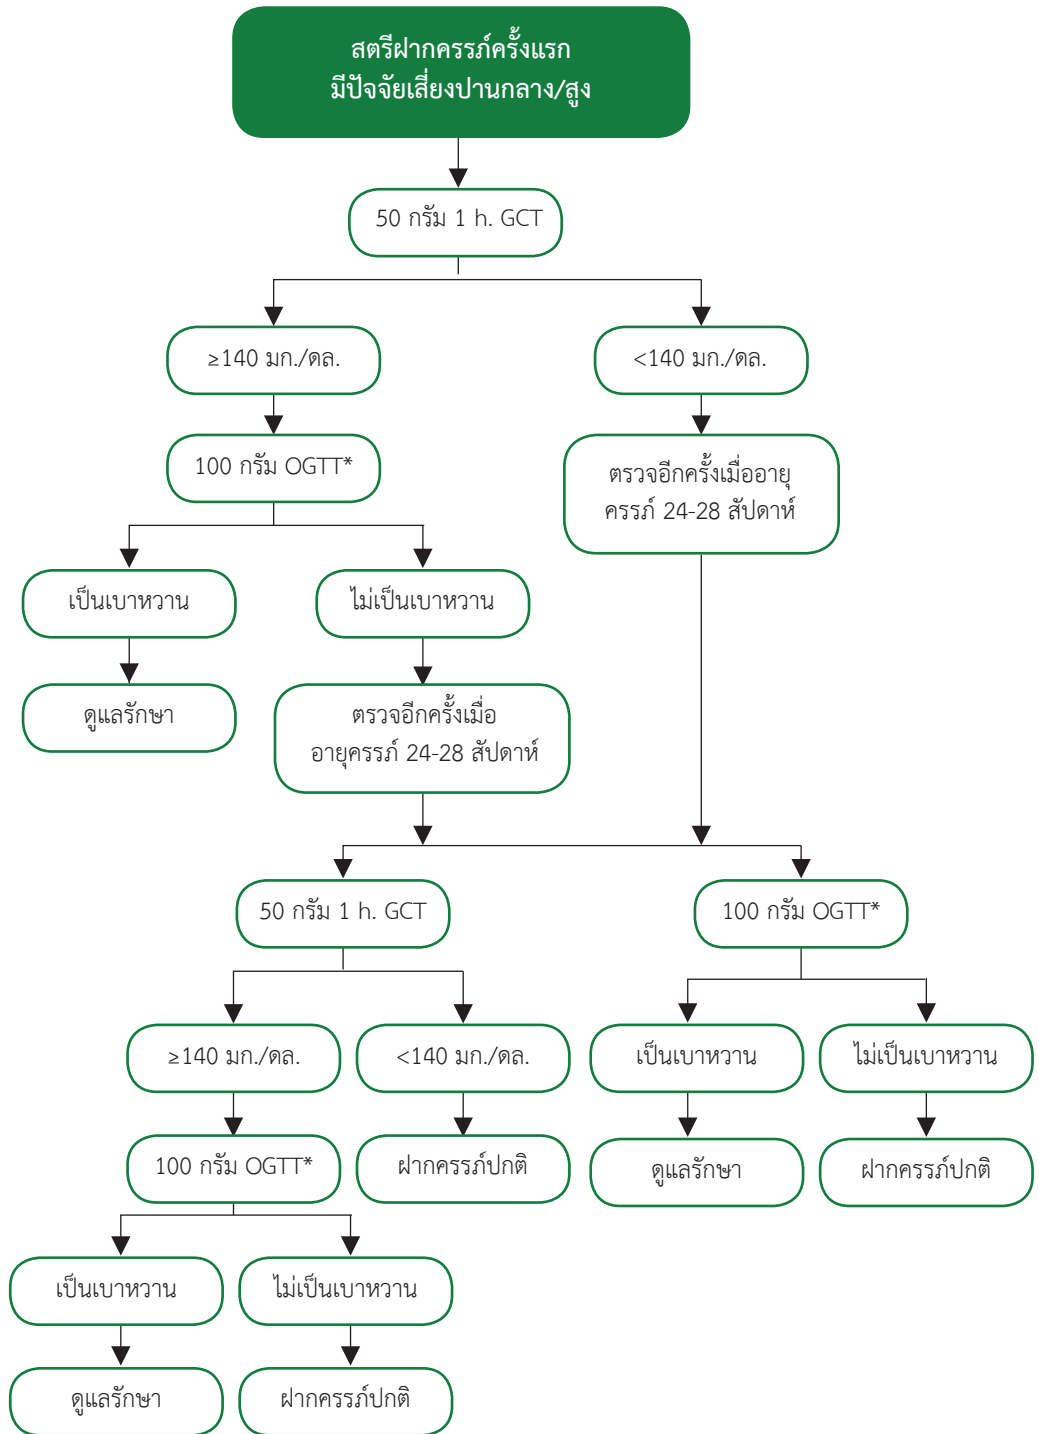 สตรีฝากครรภ์ครั้งแรก
มีปัจจัยเสี่ยงปานกลาง/สูง
50 กรัม 1 h. GCT
≥140 มก./ดล.
<140 มก./ดล.
100 กรัม OGTT*
ตรวจอีกครั้งเมื่ออายุ
ครรภ์ 24-28 สัปดาห์
เป็นเบาหวาน
ไม่เป็นเบาหวาน
ดูแลรักษา
ตรวจอีกครั้งเมื่อ
อายุครรภ์ 24-28 สัปดาห์
50 กรัม 1 h. GCT
100 กรัม OGTT*
≥140 มก./ดล.
<140 มก./ดล.
เป็นเบาหวาน
ไม่เป็นเบาหวาน
100 กรัม OGTT*
ฝากครรภ์ปกติ
ดูแลรักษา
ฝากครรภ์ปกติ
เป็นเบาหวาน
ไม่เป็นเบาหวาน
ดูแลรักษา
ฝากครรภ์ปกติ